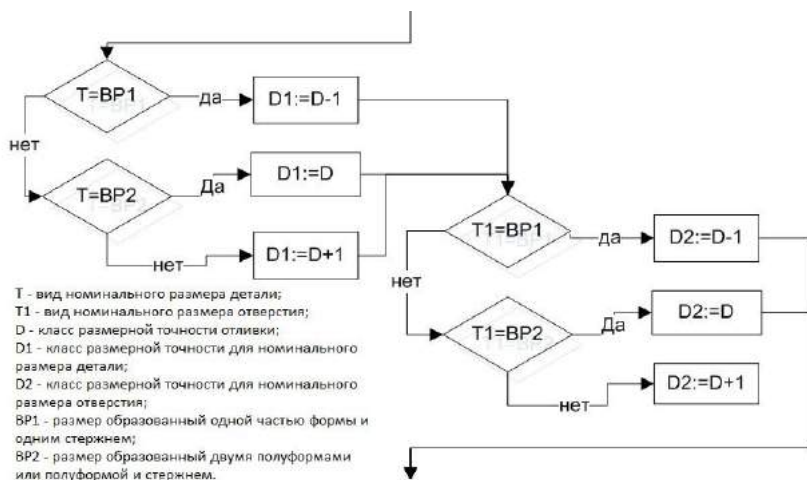 T=BP1
да
D1:=D-1
нет
T=BP2
Да
D1:=D
нет
D1:=D+1
T1=BP1
да
D2:=D-1
нет
T1=BP2
Да
D2:=D
нет
D2:=D+1
Т - вид номинального размера детали;
Т1 - вид номинального размера отверстия;
D - класс размерной точности отливки;
D1 - класс размерной точности для номинального
размера детали;
D2 - класс размерной точности для номинального
размера отверстия;
ВР1 - размер образованный одной частью формы и
одним стержнем;
ВР2 - размер образованный двумя полуформами
или полуформой и стержнем.